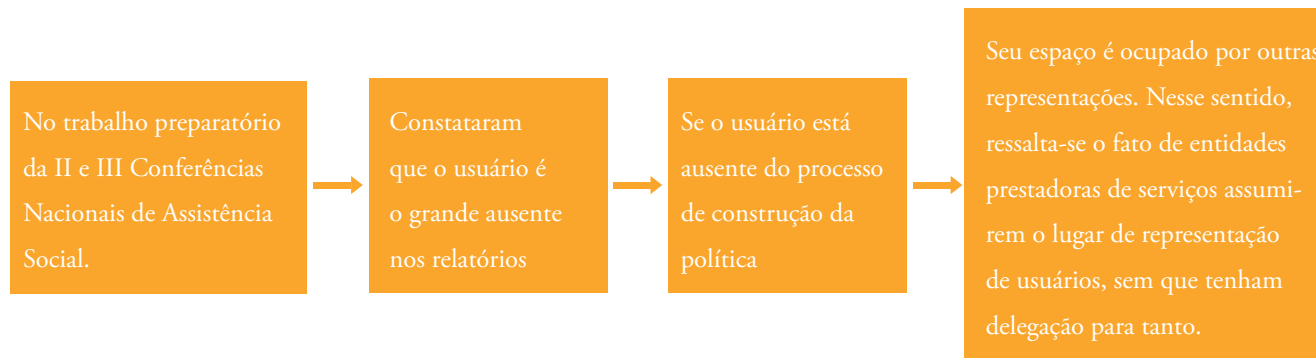 No trabalho preparatório
da II e III Conferências
Nacionais de Assistência
Social.
Constataram
que o usuário é
o grande ausente
nos relatórios
Se o usuário está
ausente do processo
de construção da
política
Seu espaço é ocupado por outras
representações. Nesse sentido,
ressalta-se o fato de entidades
prestadoras de serviços assumi-
rem o lugar de representação
de usuários, sem que tenham
delegação para tanto.